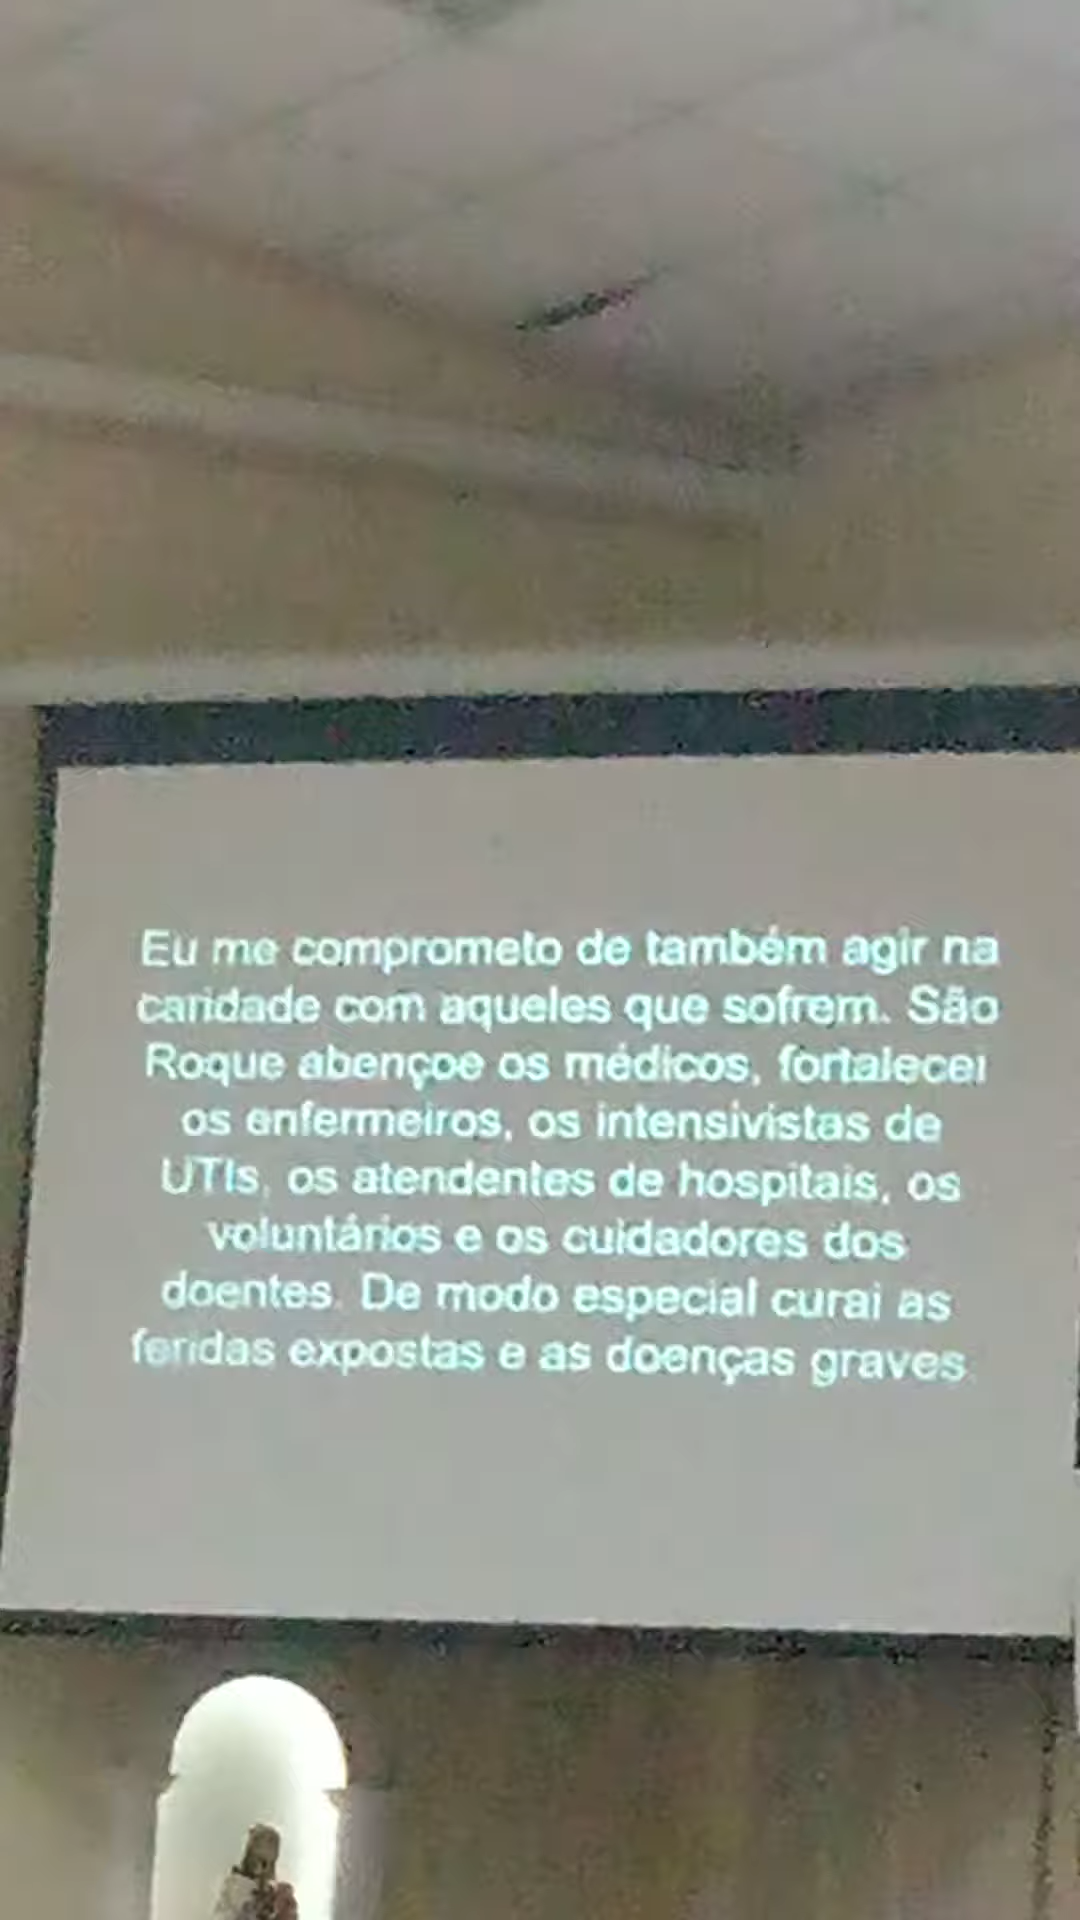 Eu me comprometo de também agir na
caridade com aqueles que sofrem. São
Roque abençoe os médicos, fortalecei
os enfermeiros, os intensivistas de
UTIs, os atendentes de hospitais, os
voluntários e os cuidadores dos
doentes. De modo especial curai as
feridas expostas e as doenças graves.